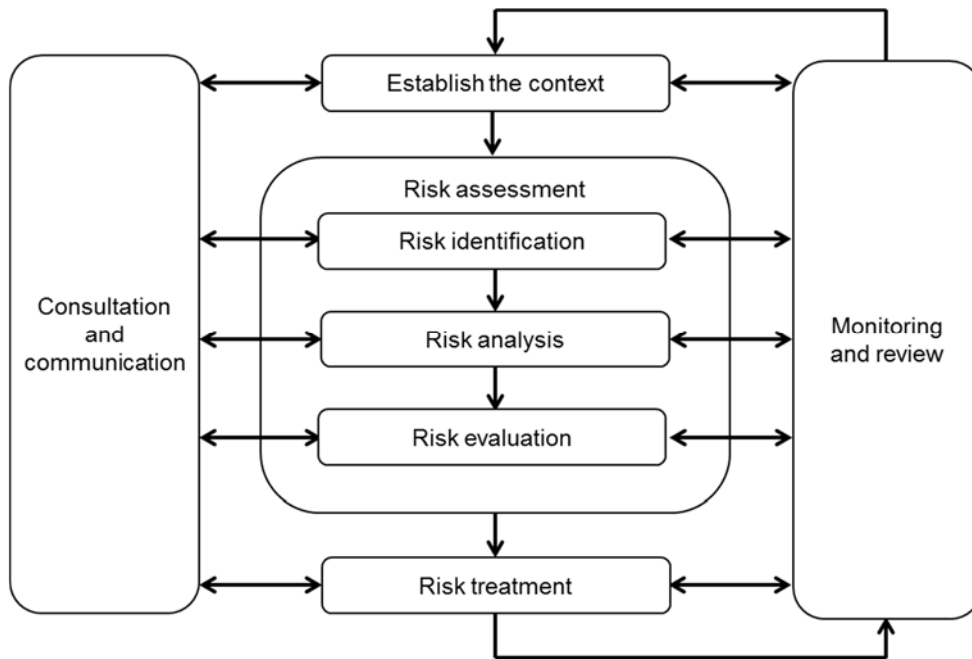 Establish the context
Risk assessment
Risk identification
Consultation
and
communication
Risk analysis
Monitoring
and review
Risk evaluation
Risk treatment